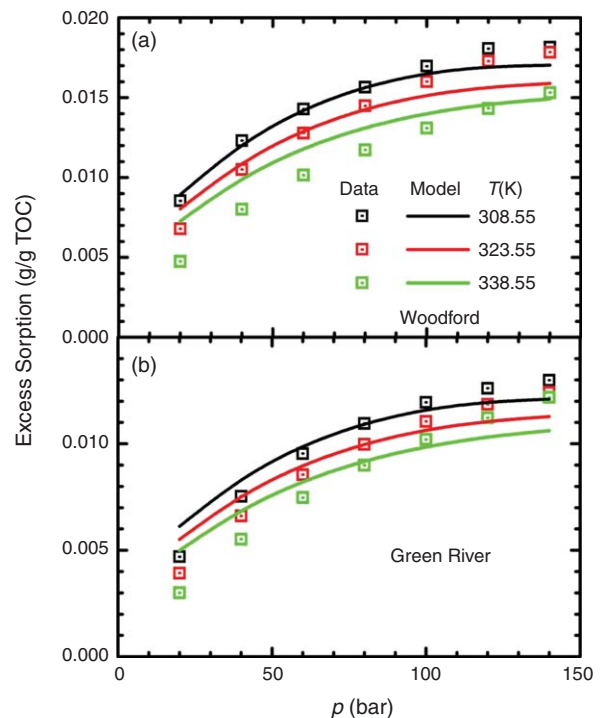 0.020
(a)
0.015
0.010
0.005
0.000
Data Model T(K)
308.55
323.55
338.55
Woodford
Excess Sorption (g/g TOC)
(b)
0.010
0.005
0.000
Green River
0 50 100 150
p (bar)